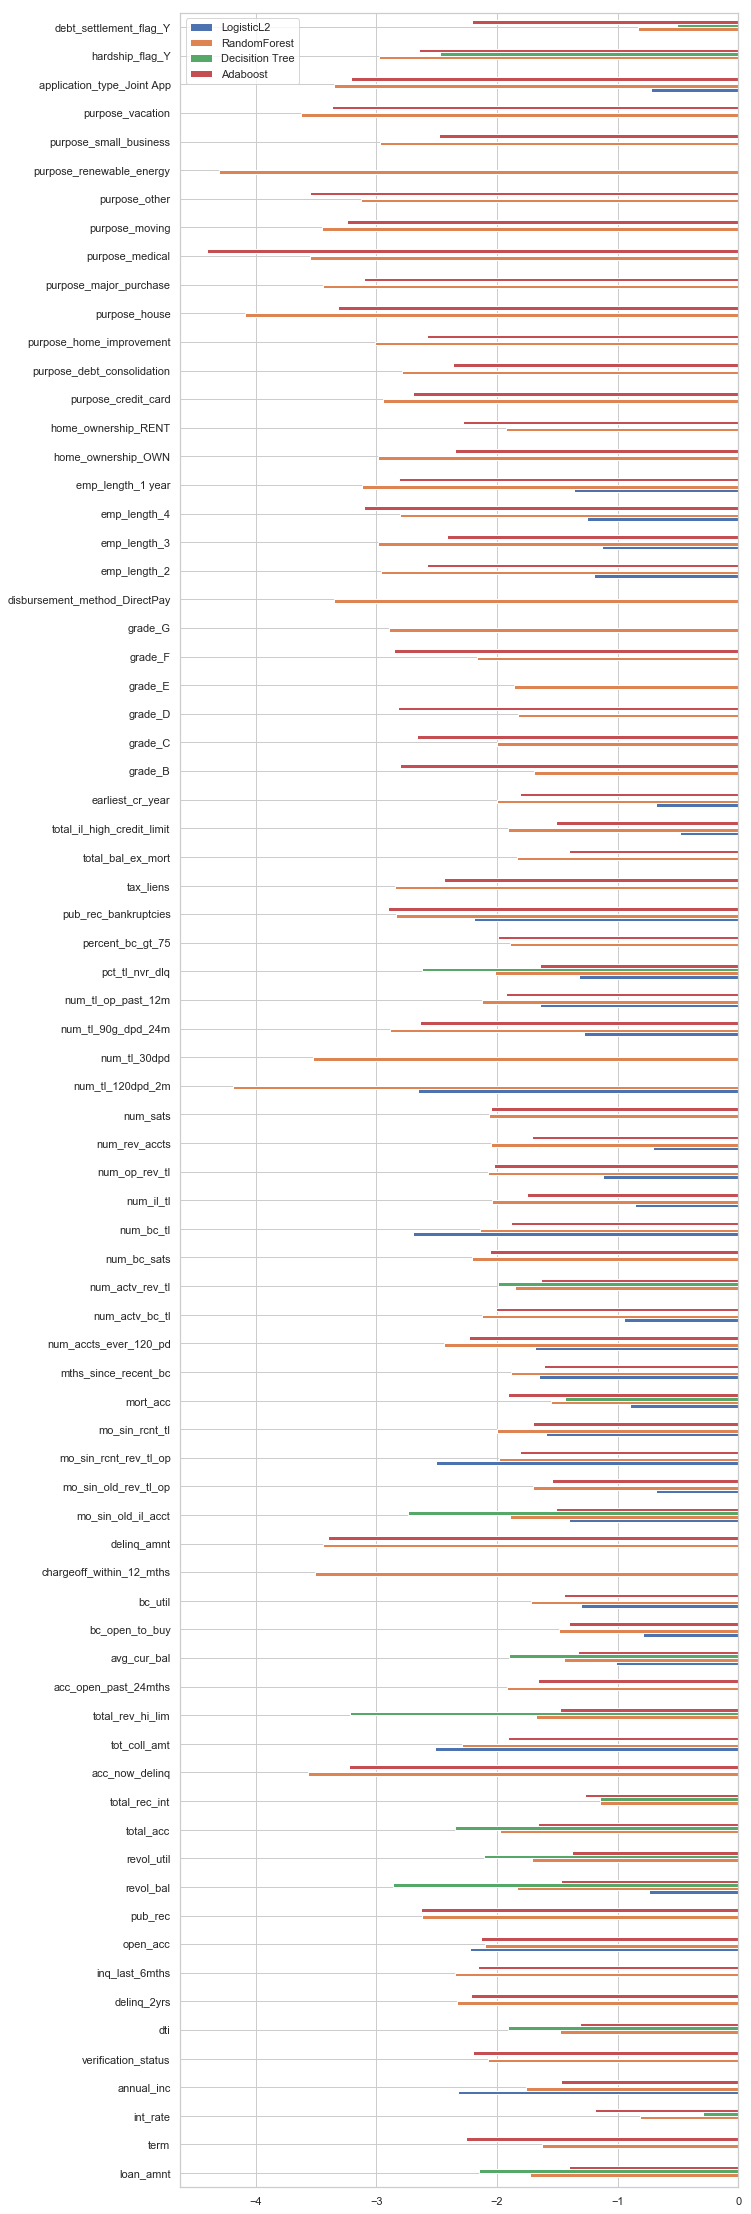 LogisticL2
RandomForest
Decisition Tree
Adaboost
debt_settlement_flag_Y
hardship_flag_Y
application_type_Joint App
purpose_vacation
purpose_small_business
purpose_renewable_energy
purpose_other
purpose_moving
purpose_medical
purpose_major_purchase
purpose_house
purpose_home_improvement
purpose_debt_consolidation
purpose_credit_card
home_ownership_RENT
home_ownership_OWN
emp_length_1 year
emp_length_4
emp_length_3
emp_length_2
disbursement_method_DirectPay
grade_G
grade_F
grade_E
grade_D
grade_C
grade_B
earliest_cr_year
total_il_high_credit_limit
total_bal_ex_mort
tax_liens
pub_rec_bankruptcies
percent_bc_gt_75
pct_tl_nvr_dlq
num_tl_op_past_12m
num_tl_90g_dpd_24m
num_tl_30dpd
num_tl_120dpd_2m
num_sats
num_rev_accts
num_op_rev_tl
num_il_tl
num_bc_tl
num_bc_sats
num_actv_rev_tl
num_actv_bc_tl
num_accts_ever_120_pd
mths_since_recent_bc
mort_acc
mo_sin_rcnt_tl
mo_sin_rcnt_rev_tl_op
mo_sin_old_rev_tl_op
mo_sin_old_il_acct
delinq_amnt
chargeoff_within_12_mths
bc_util
bc_open_to_buy
avg_cur_bal
acc_open_past_24mths
total_rev_hi_lim
tot_coll_amt
acc_now_delinq
total_rec_int
total_acc
revol_util
revol_bal
pub_rec
open_acc
inq_last_6mths
delinq_2yrs
dti
verification_status
annual_inc
int_rate
term
loan_amnt
−4 −3 −2 −1 0